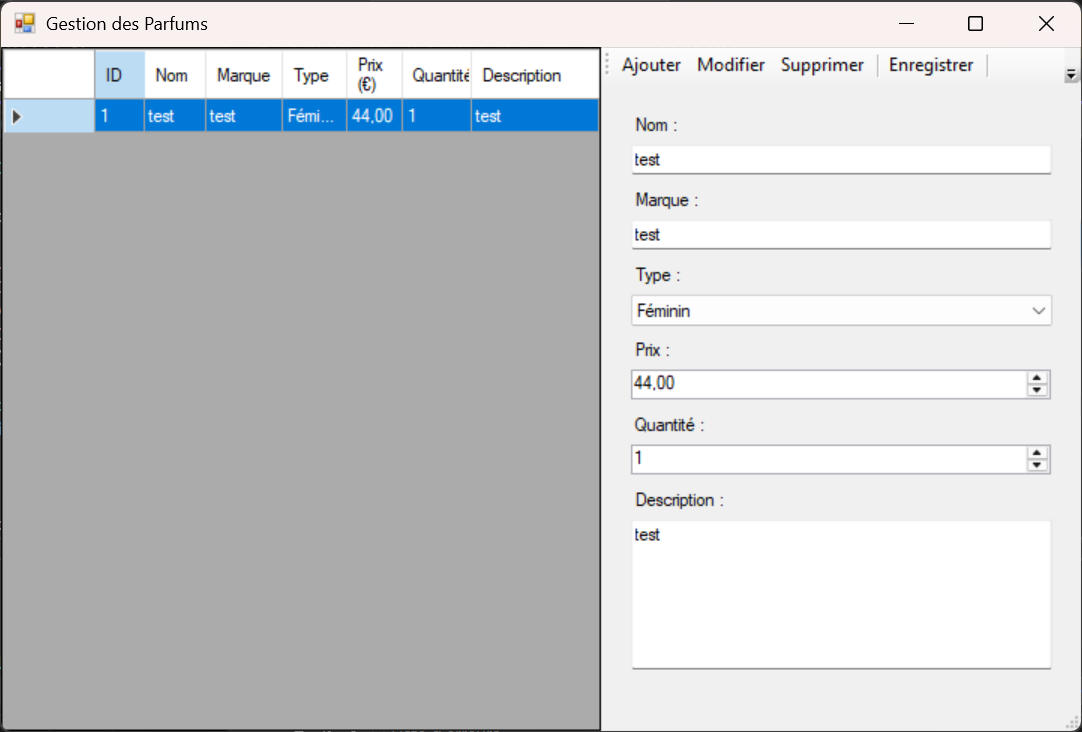 Gestion des Parfums
ID Nom Marque Type Prix (€) Quantité Description
1 test test Fémi... 44,00 1 test
Ajouter Modifier Supprimer Enregistrer
Nom :
test
Marque :
test
Type :
Féminin
Prix :
44,00
Quantité :
1
Description :
test